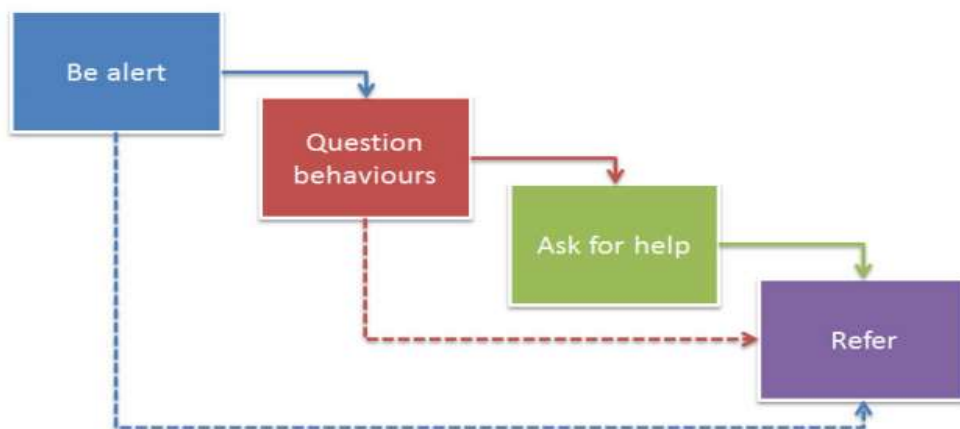 Be alert
Question
behaviours
Ask for help
Refer